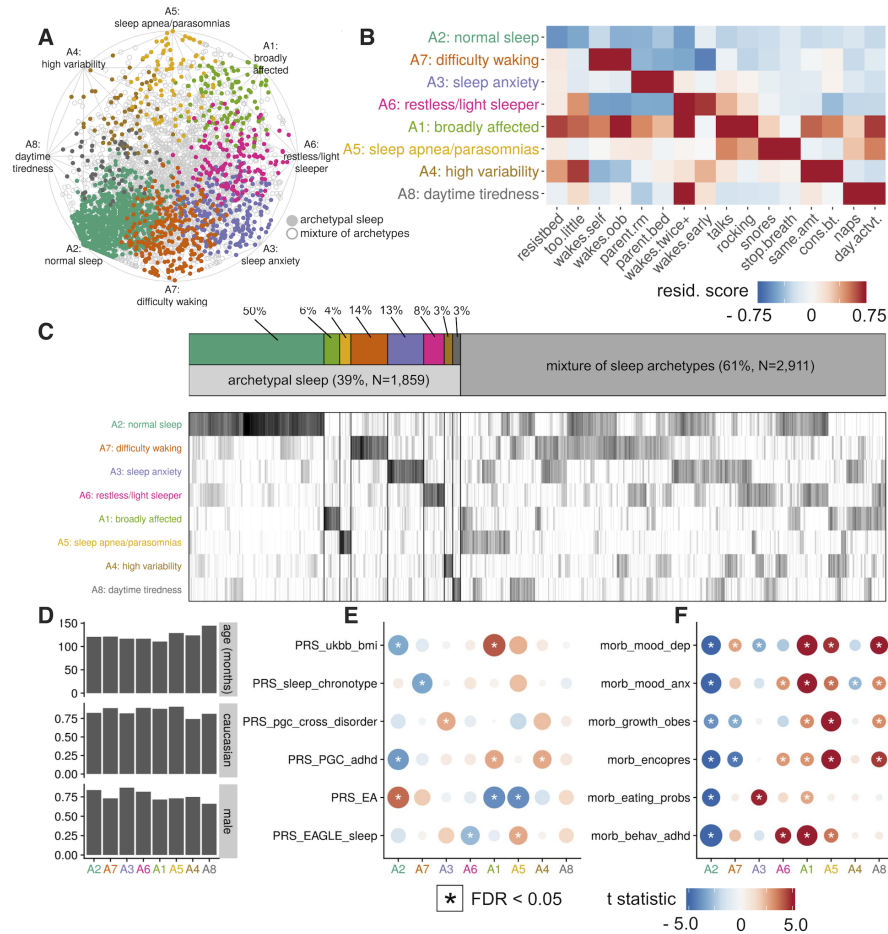 A
A5:
sleep apnea/parasomnias
A4:
high variability
A1:
broadly
affected
A8:
daytime
tiredness
A6:
restless/light
sleeper
archetypal sleep
mixture of archetypes
A2:
normal sleep
A3:
sleep anxiety
A7:
difficulty waking
B
A2: normal sleep
A7: difficulty waking
A3: sleep anxiety
A6: restless/light sleeper
A1: broadly affected
A5: sleep apnea/parasomnias
A4: high variability
A8: daytime tiredness
resistbed
too.little
wakes.self
wakes.oob
parent.rm
parent.bed
wakes.twice+
wakes.early
talks
rocking
snores
stop.breath
same.amt
cons.bt.
naps
day.actvt.
resid. score
- 0.75
0.75
C
50%
6%
4%
14%
13%
8%
3%
3%
archetypal sleep (39%, N=1,859)
mixture of sleep archetypes (61%, N=2,911)
A2: normal sleep
A7: difficulty waking
A3: sleep anxiety
A6: restless/light sleeper
A1: broadly affected
A5: sleep apnea/parasomnias
A4: high variability
A8: daytime tiredness
D
150
100
50
0
age (months)
0.75
0.50
0.25
0.00
caucasian
0.75
0.50
0.25
0.00
male
A2 A7 A3 A6 A1 A5 A4 A8
E
PRS_ukbb_bmi
PRS_sleep_chronotype
PRS_pgc_cross_disorder
PRS_PGC_adhd
PRS_EA
PRS_EAGLE_sleep
A2 A7 A3 A6 A1 A5 A4 A8
F
morb_mood_dep
morb_mood_anx
morb_growth_obes
morb_encopres
morb_eating_probs
morb_behav_adhd
A2 A7 A3 A6 A1 A5 A4 A8
* FDR < 0.05
t statistic
- 5.0
0
5.0